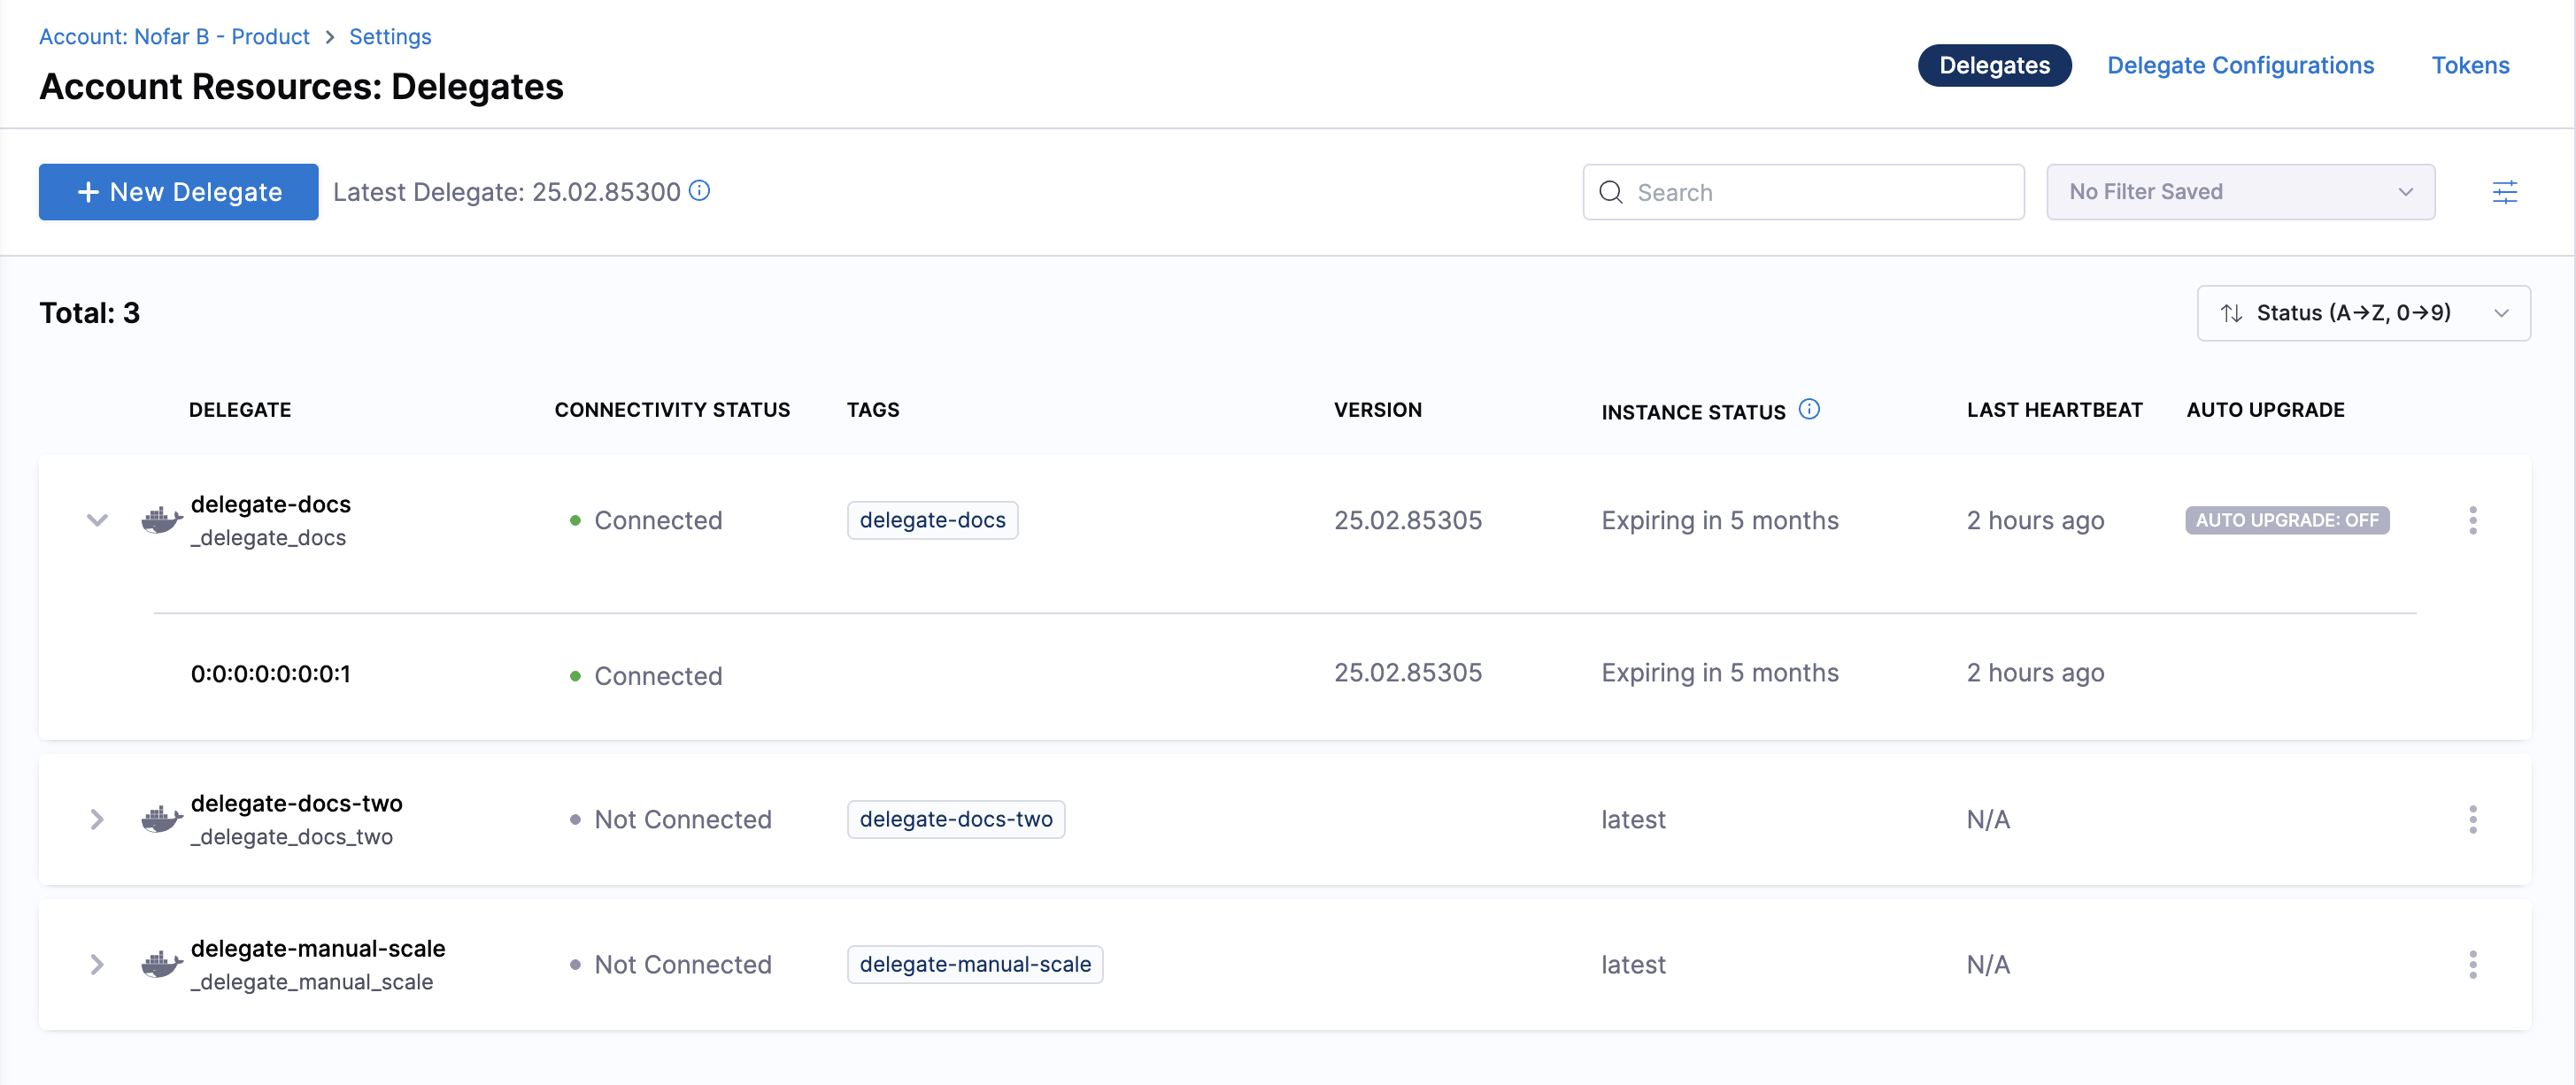 Account: Nofar B - Product > Settings
Account Resources: Delegates
Delegates Delegate Configurations Tokens
+ New Delegate Latest Delegate: 25.02.85300 Search No Filter Saved
Total: 3 Status (A→Z, 0→9)
DELEGATE CONNECTIVITY STATUS TAGS VERSION INSTANCE STATUS LAST HEARTBEAT AUTO UPGRADE
delegate-docs
_delegate_docs
Connected delegate-docs 25.02.85305 Expiring in 5 months 2 hours ago AUTO UPGRADE: OFF
0:0:0:0:0:0:0:1 Connected 25.02.85305 Expiring in 5 months 2 hours ago
delegate-docs-two
_delegate_docs_two
Not Connected delegate-docs-two latest N/A
delegate-manual-scale
_delegate_manual_scale
Not Connected delegate-manual-scale latest N/A